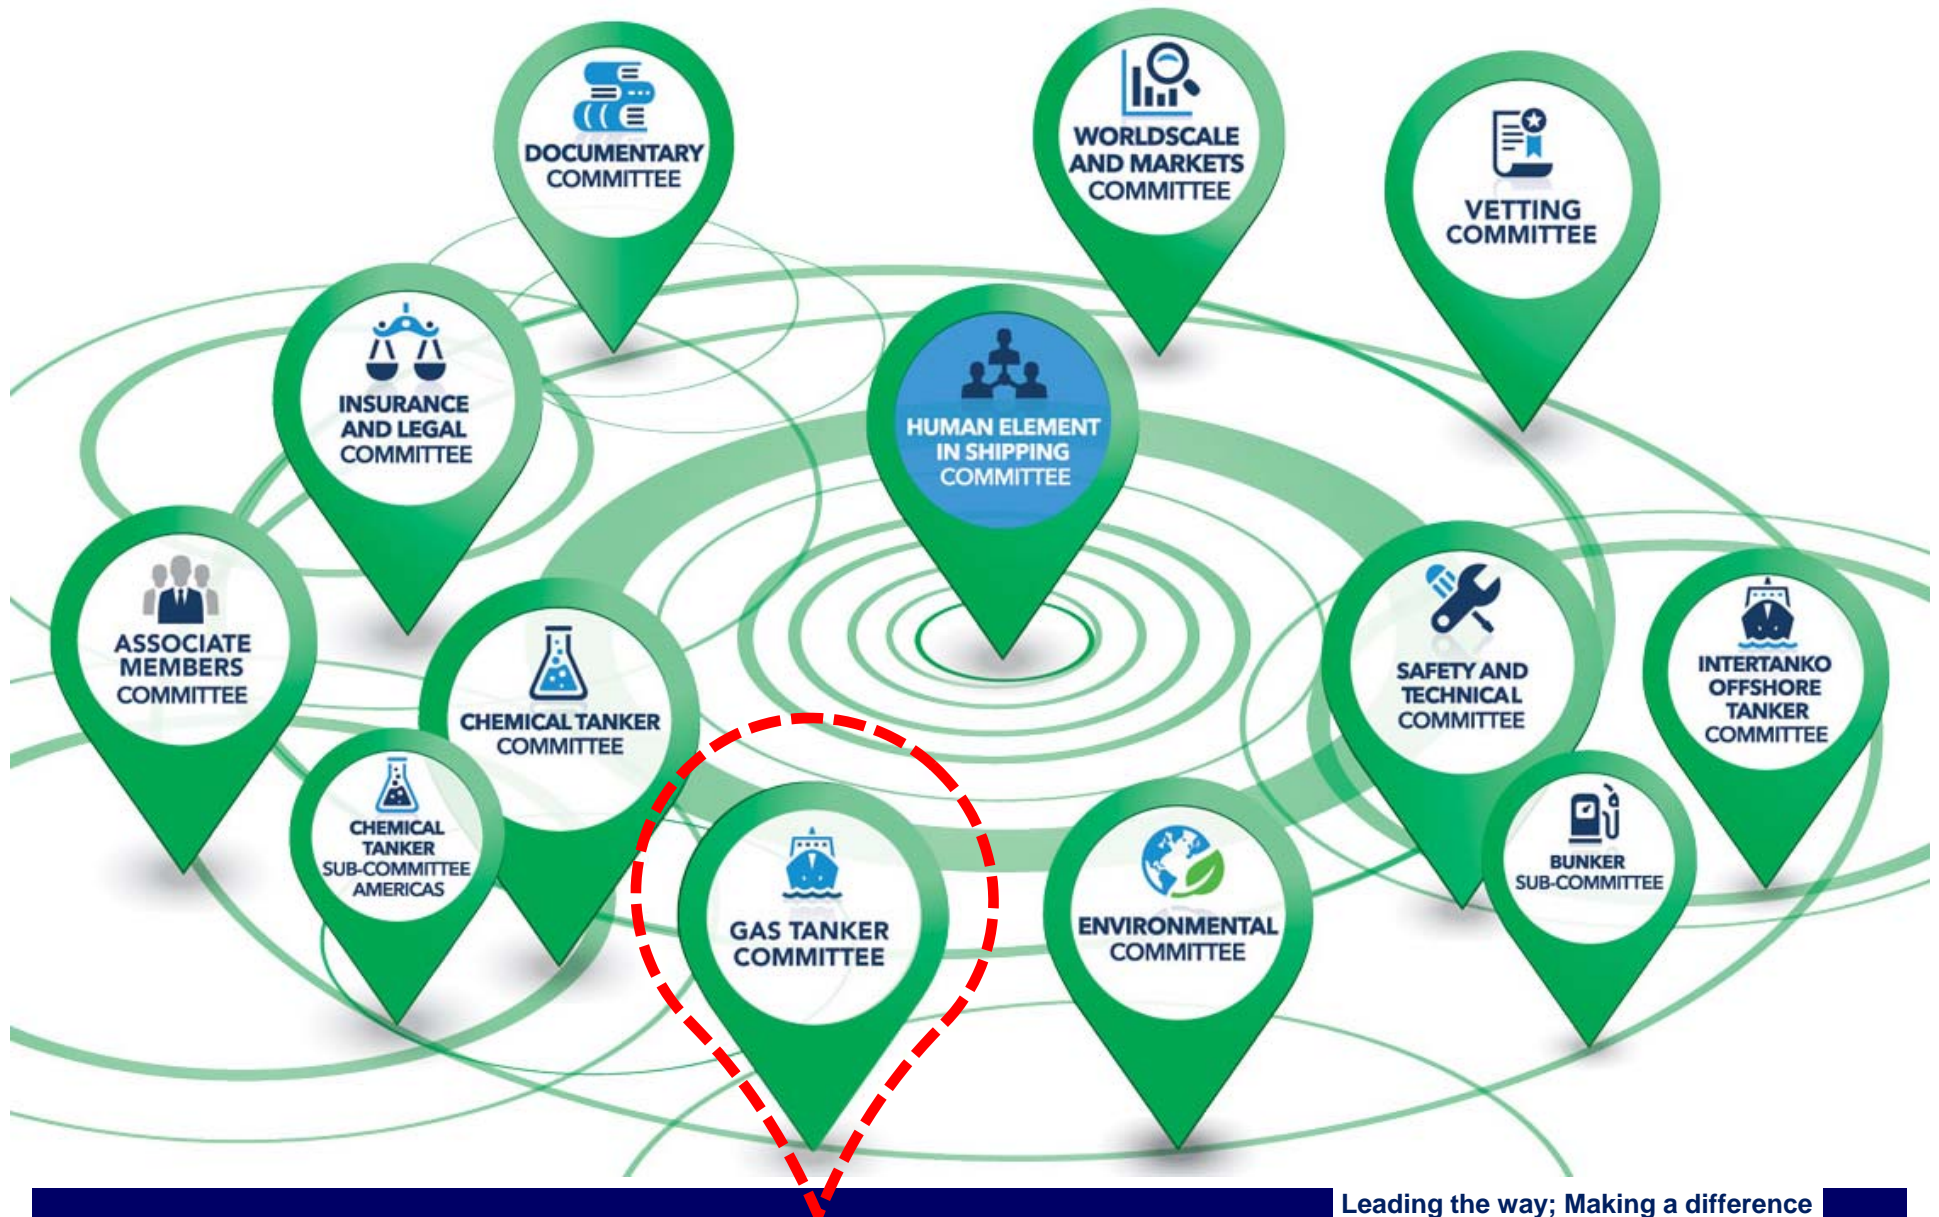 DOCUMENTARY
COMMITTEE
WORLDSCALE
AND MARKETS
COMMITTEE
VETTING
COMMITTEE
INSURANCE
AND LEGAL
COMMITTEE
HUMAN ELEMENT
IN SHIPPING
COMMITTEE
ASSOCIATE
MEMBERS
COMMITTEE
CHEMICAL TANKER
COMMITTEE
SAFETY AND
TECHNICAL
COMMITTEE
INTERTANKO
OFFSHORE
TANKER
COMMITTEE
CHEMICAL
TANKER
SUB-COMMITTEE
AMERICAS
GAS TANKER
COMMITTEE
ENVIRONMENTAL
COMMITTEE
BUNKER
SUB-COMMITTEE
Leading the way; Making a difference